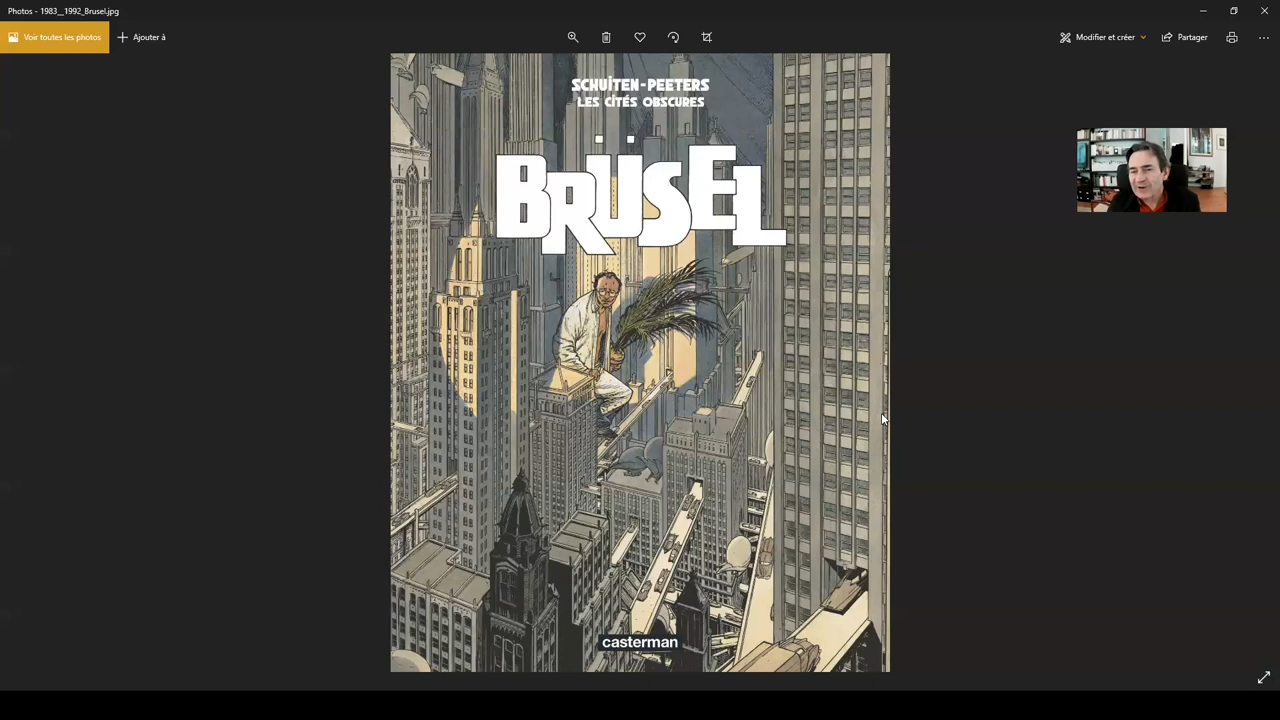 Photos - 1983__1992_Brusel.jpg
Voir toutes les photos
Ajouter à
Modifier et créer
Partager
SCHUITEN-PEETERS
LES CITÉS OBSCURES
BRÜSEL
casterman